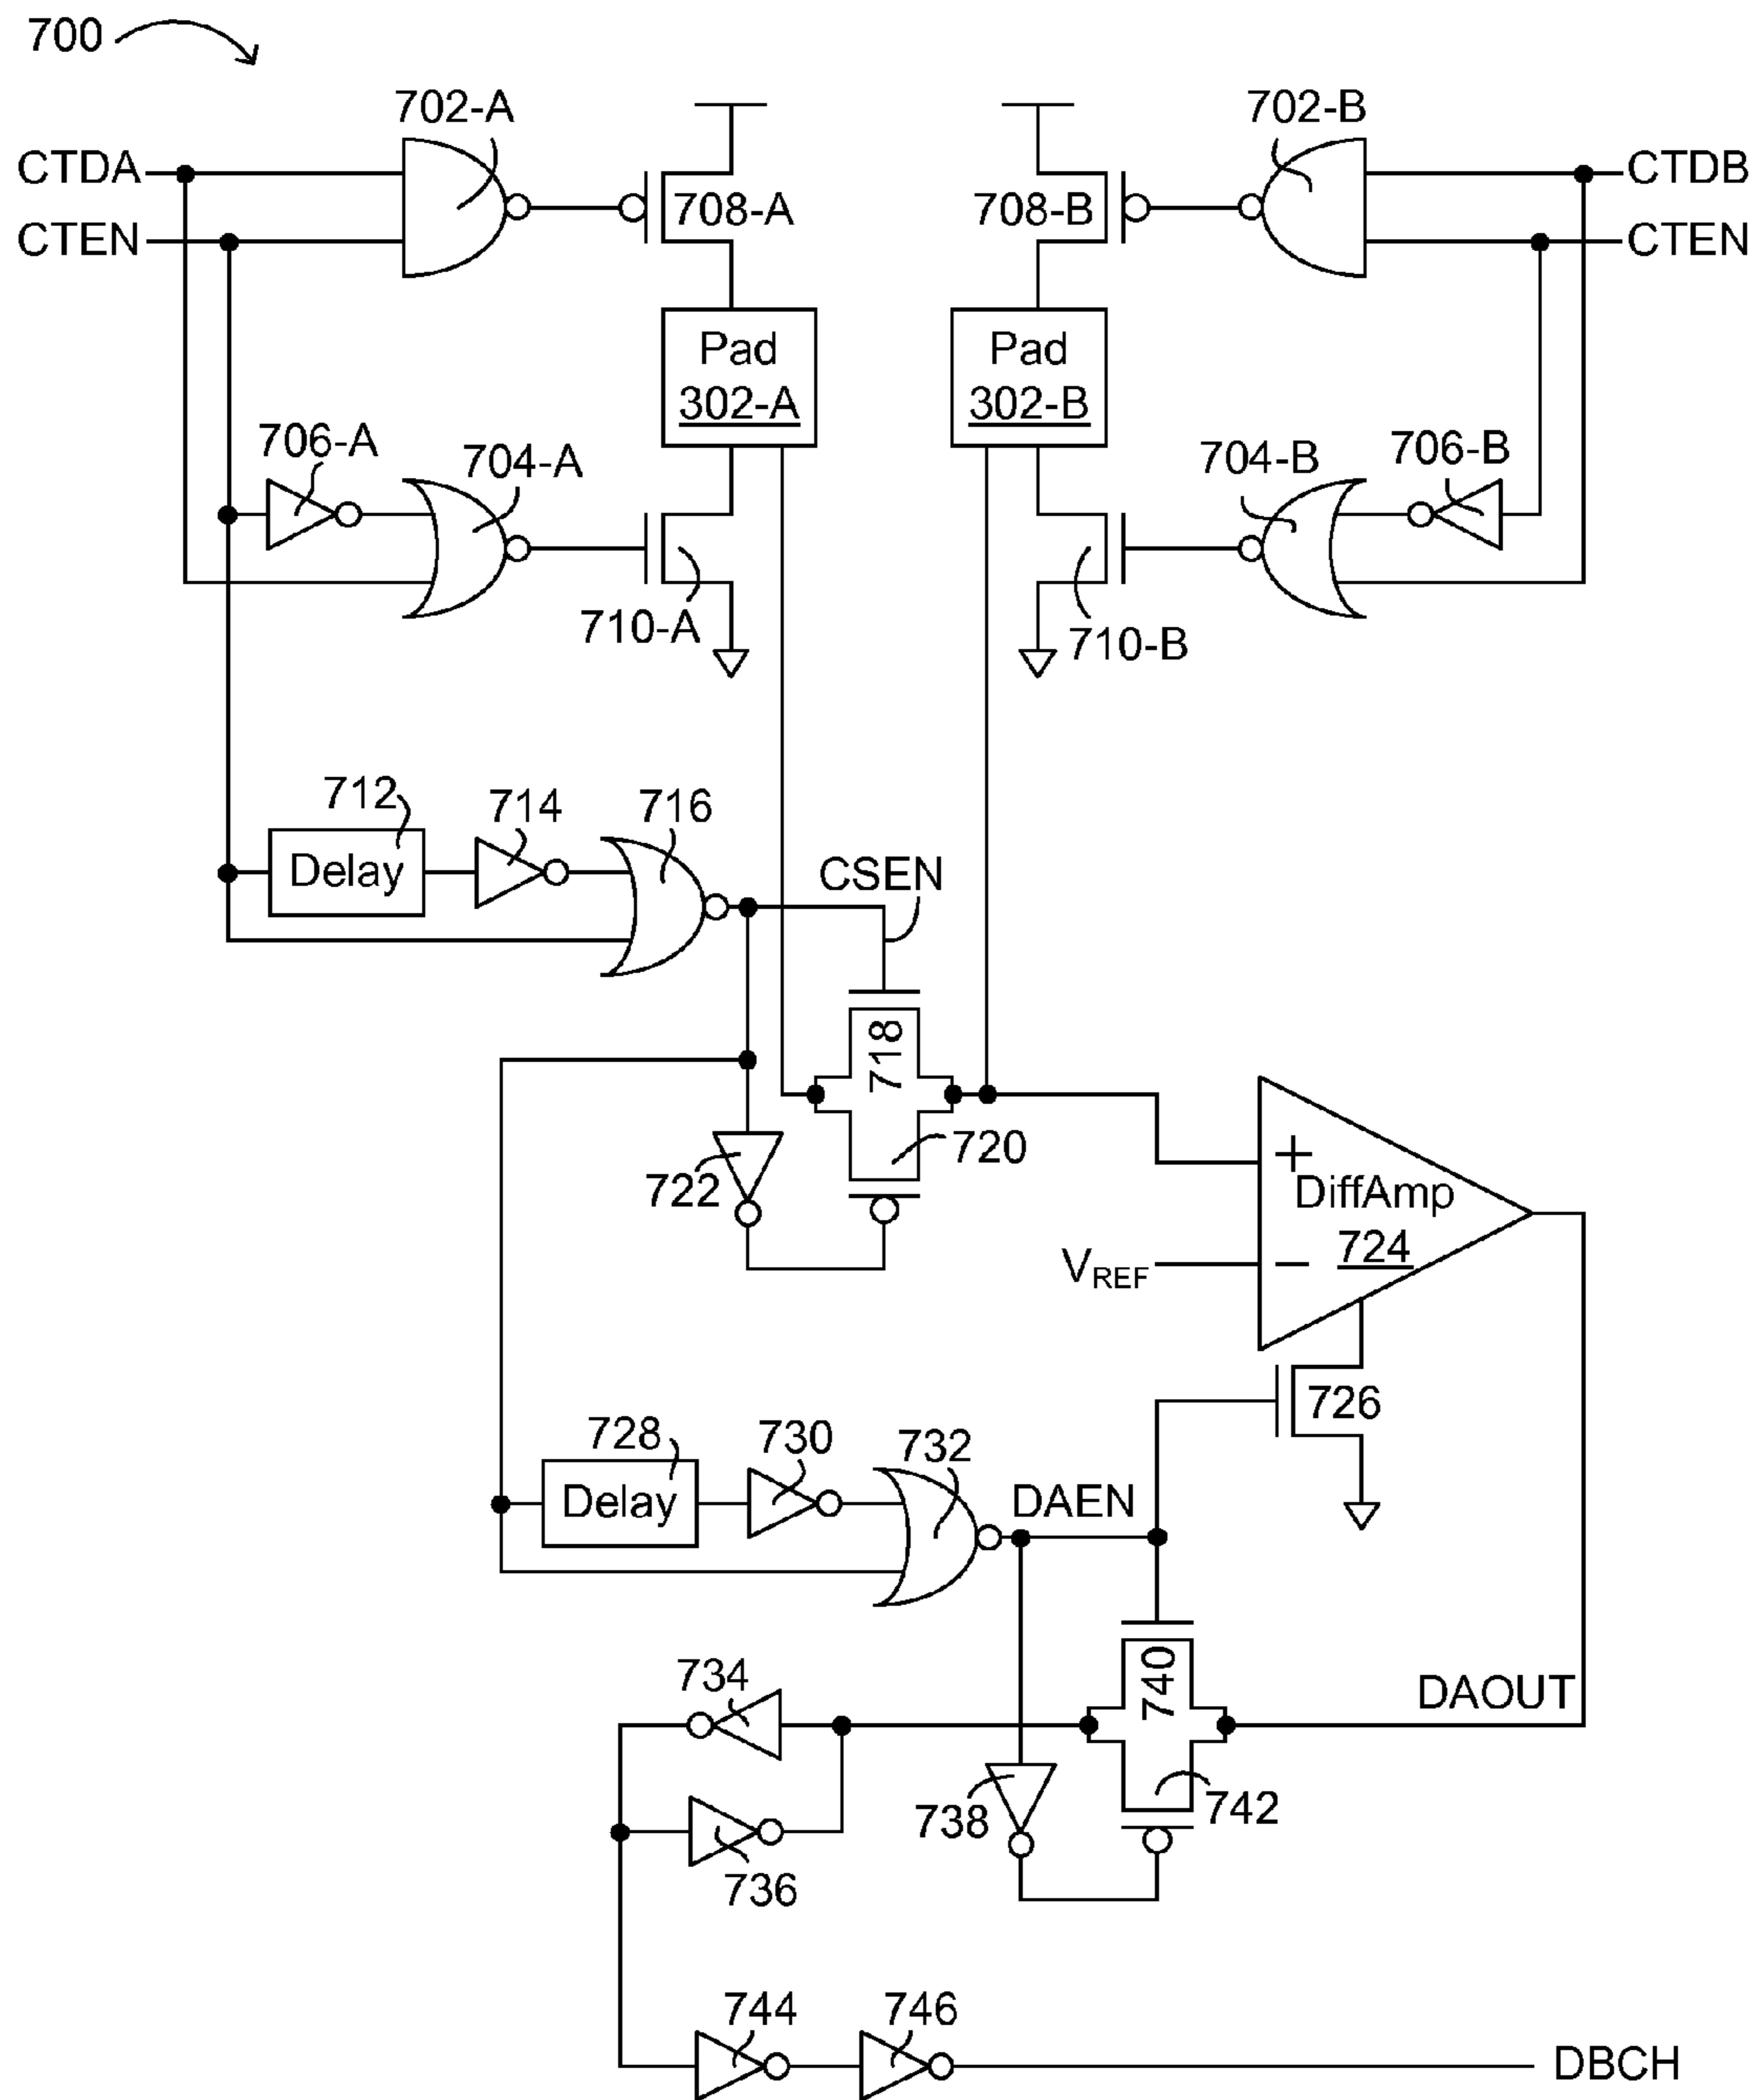 700
702-A
702-B
CTDA
CTDB
708-A
708-B
CTEN
CTEN
Pad
302-A
Pad
302-B
706-A
704-A
704-B
706-B
710-A
710-B
712
714
716
Delay
CSEN
718
720
722
+
DiffAmp
724
VREF
−
726
728
730
732
Delay
DAEN
734
740
DAOUT
738
742
736
744
746
DBCH